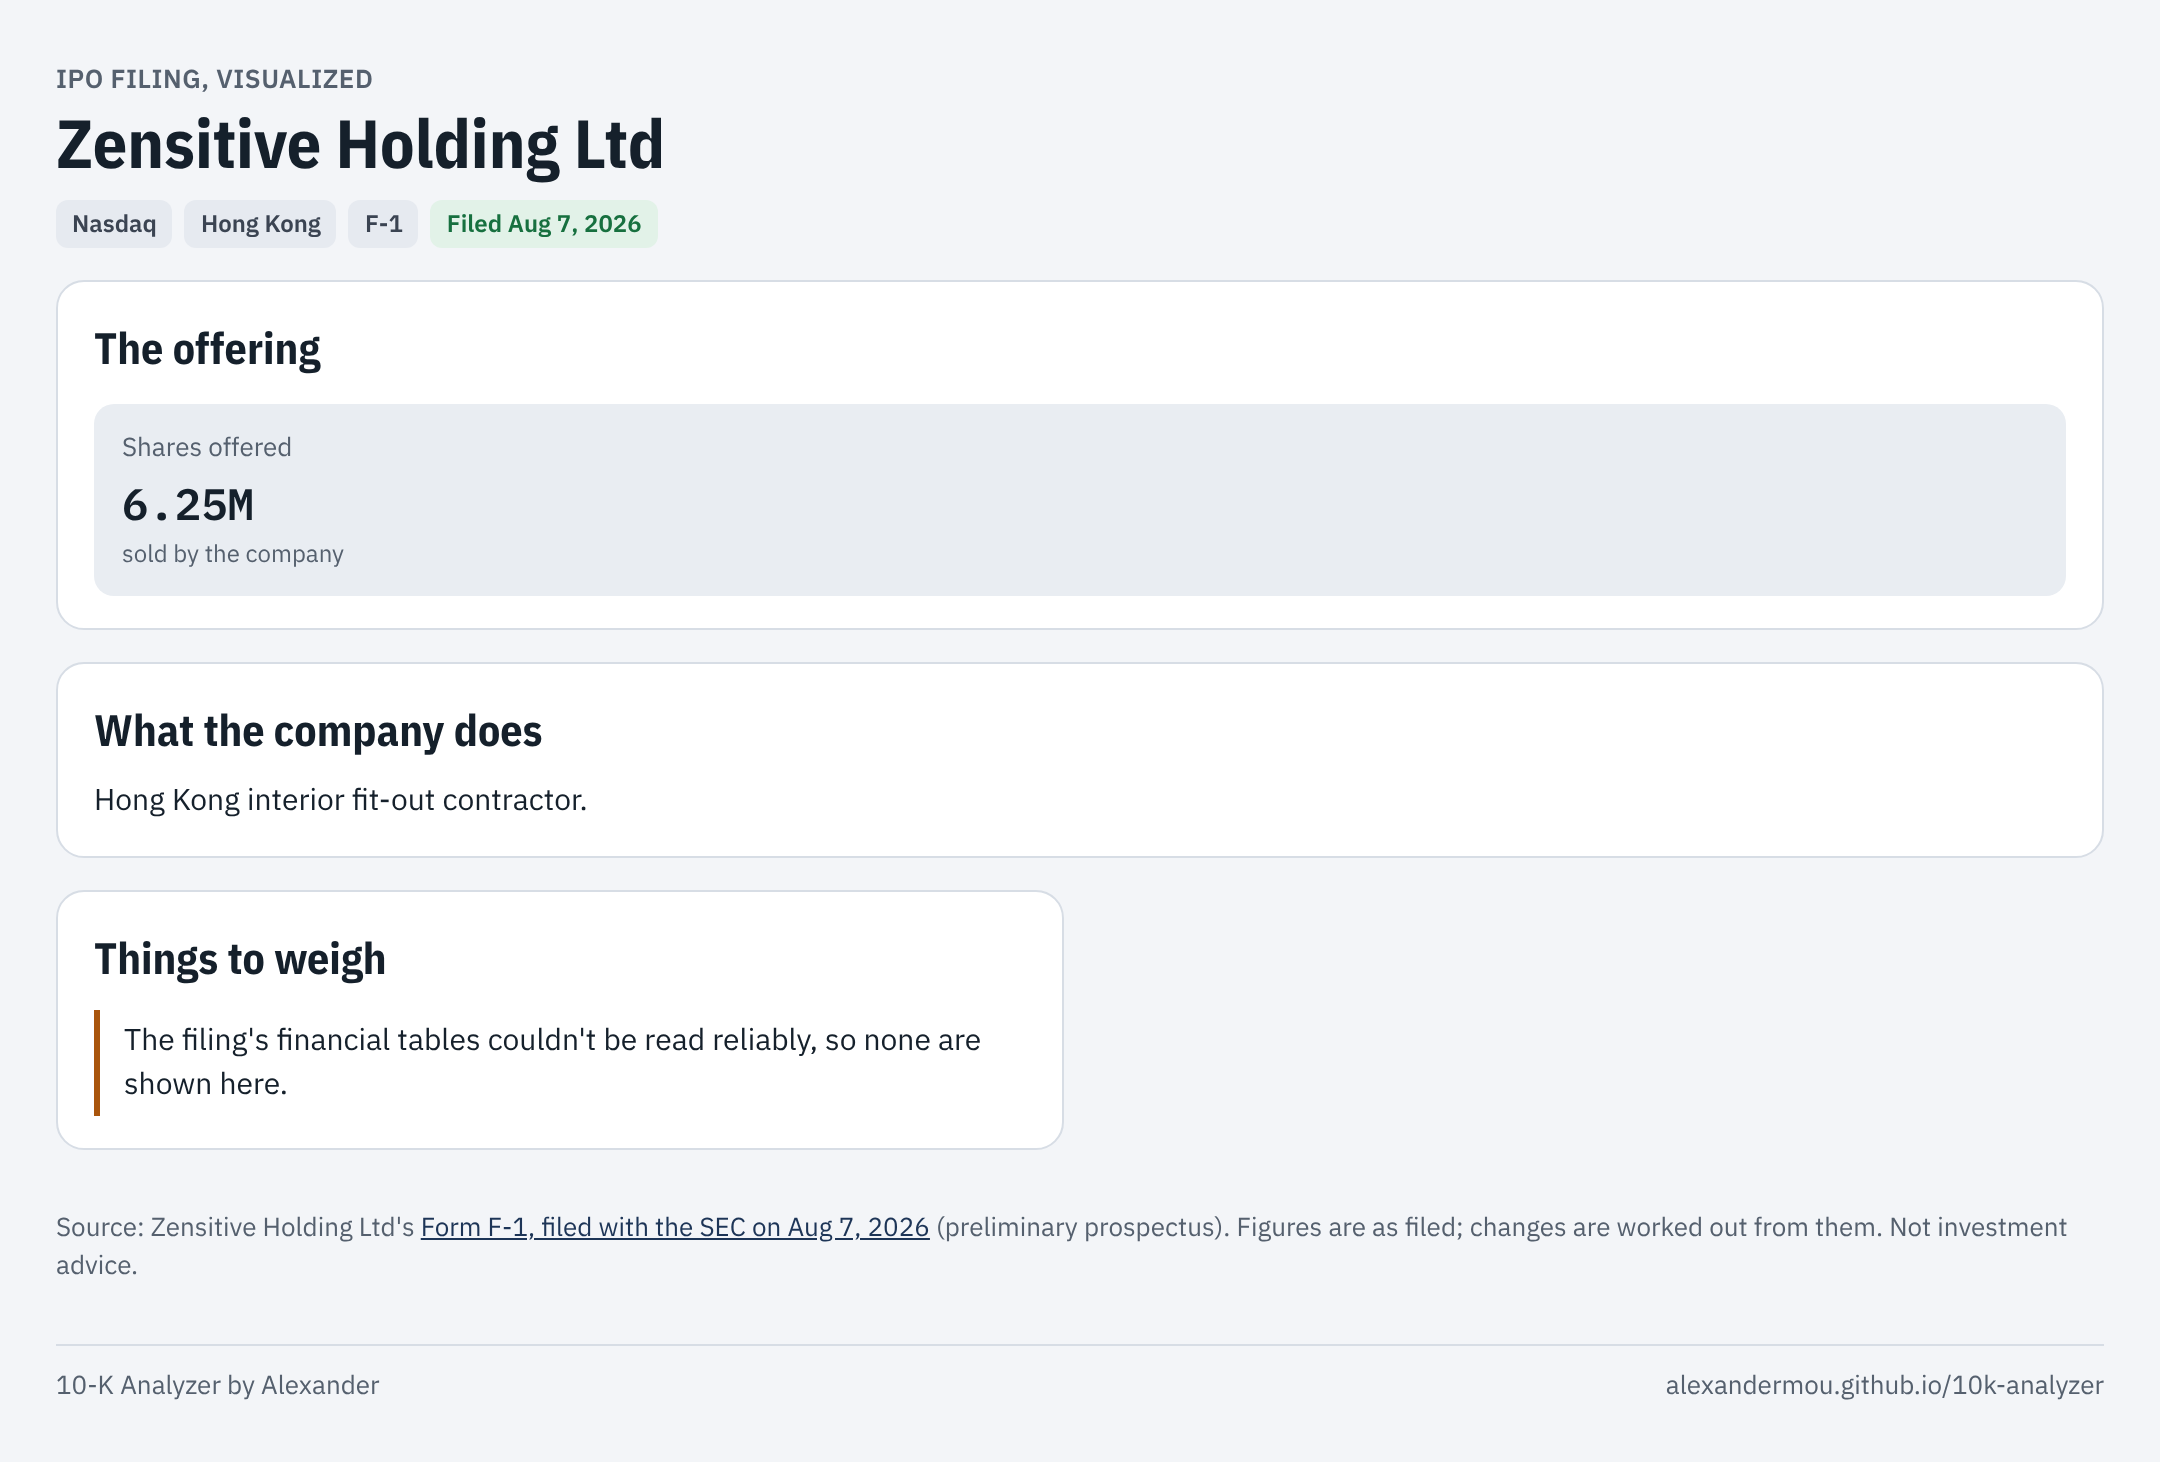 IPO FILING, VISUALIZED
Zensitive Holding Ltd
Nasdaq Hong Kong F-1 Filed Aug 7, 2026
The offering
Shares offered
6.25M
sold by the company
What the company does
Hong Kong interior fit-out contractor.
Things to weigh
The filing's financial tables couldn't be read reliably, so none are
shown here.
Source: Zensitive Holding Ltd's Form F-1, filed with the SEC on Aug 7, 2026 (preliminary prospectus). Figures are as filed; changes are worked out from them. Not investment
advice.
10-K Analyzer by Alexander
alexandermou.github.io/10k-analyzer